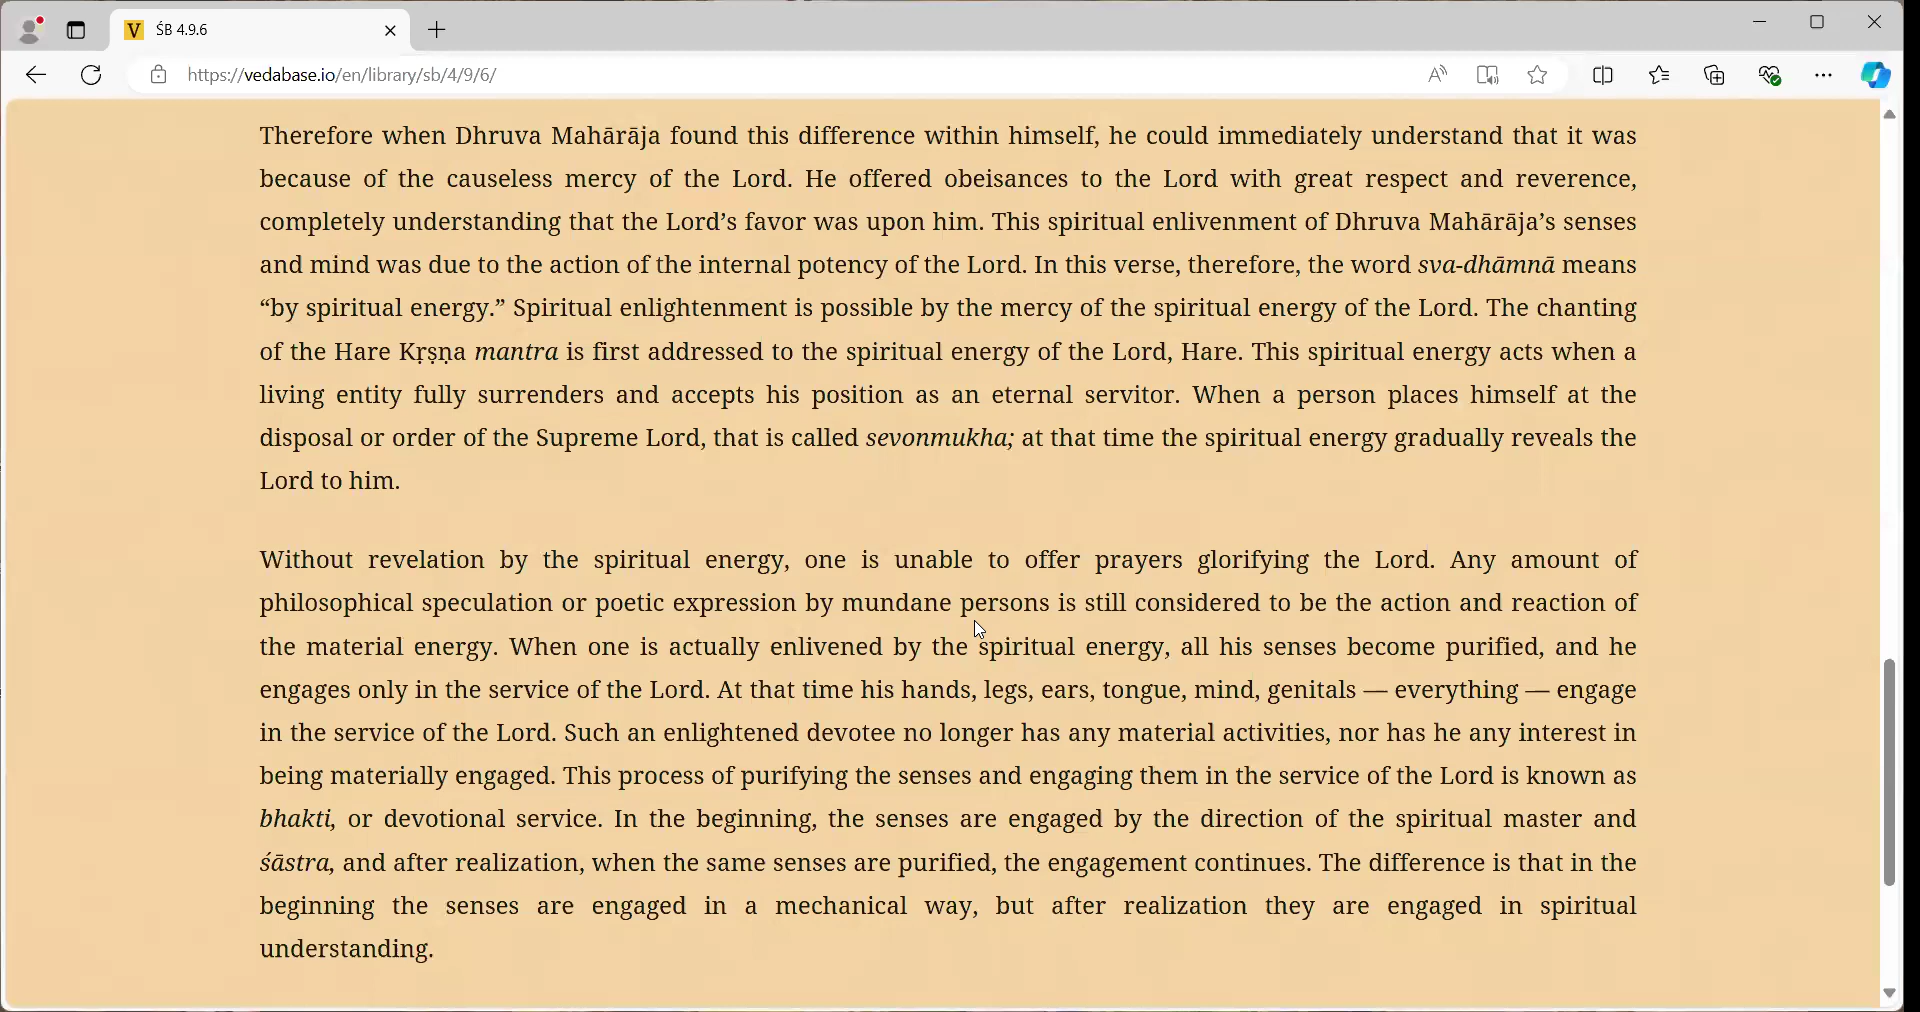 ŚB 4.9.6
https://vedabase.io/en/library/sb/4/9/6/
Therefore when Dhruva Mahārāja found this difference within himself, he could immediately understand that it was
because of the causeless mercy of the Lord. He offered obeisances to the Lord with great respect and reverence,
completely understanding that the Lord’s favor was upon him. This spiritual enlivenment of Dhruva Mahārāja’s senses
and mind was due to the action of the internal potency of the Lord. In this verse, therefore, the word sva-dhāmnā means
“by spiritual energy.” Spiritual enlightenment is possible by the mercy of the spiritual energy of the Lord. The chanting
of the Hare Kṛṣṇa mantra is first addressed to the spiritual energy of the Lord, Hare. This spiritual energy acts when a
living entity fully surrenders and accepts his position as an eternal servitor. When a person places himself at the
disposal or order of the Supreme Lord, that is called sevonmukha; at that time the spiritual energy gradually reveals the
Lord to him.
Without revelation by the spiritual energy, one is unable to offer prayers glorifying the Lord. Any amount of
philosophical speculation or poetic expression by mundane persons is still considered to be the action and reaction of
the material energy. When one is actually enlivened by the spiritual energy, all his senses become purified, and he
engages only in the service of the Lord. At that time his hands, legs, ears, tongue, mind, genitals — everything — engage
in the service of the Lord. Such an enlightened devotee no longer has any material activities, nor has he any interest in
being materially engaged. This process of purifying the senses and engaging them in the service of the Lord is known as
bhakti, or devotional service. In the beginning, the senses are engaged by the direction of the spiritual master and
śāstra, and after realization, when the same senses are purified, the engagement continues. The difference is that in the
beginning the senses are engaged in a mechanical way, but after realization they are engaged in spiritual
understanding.